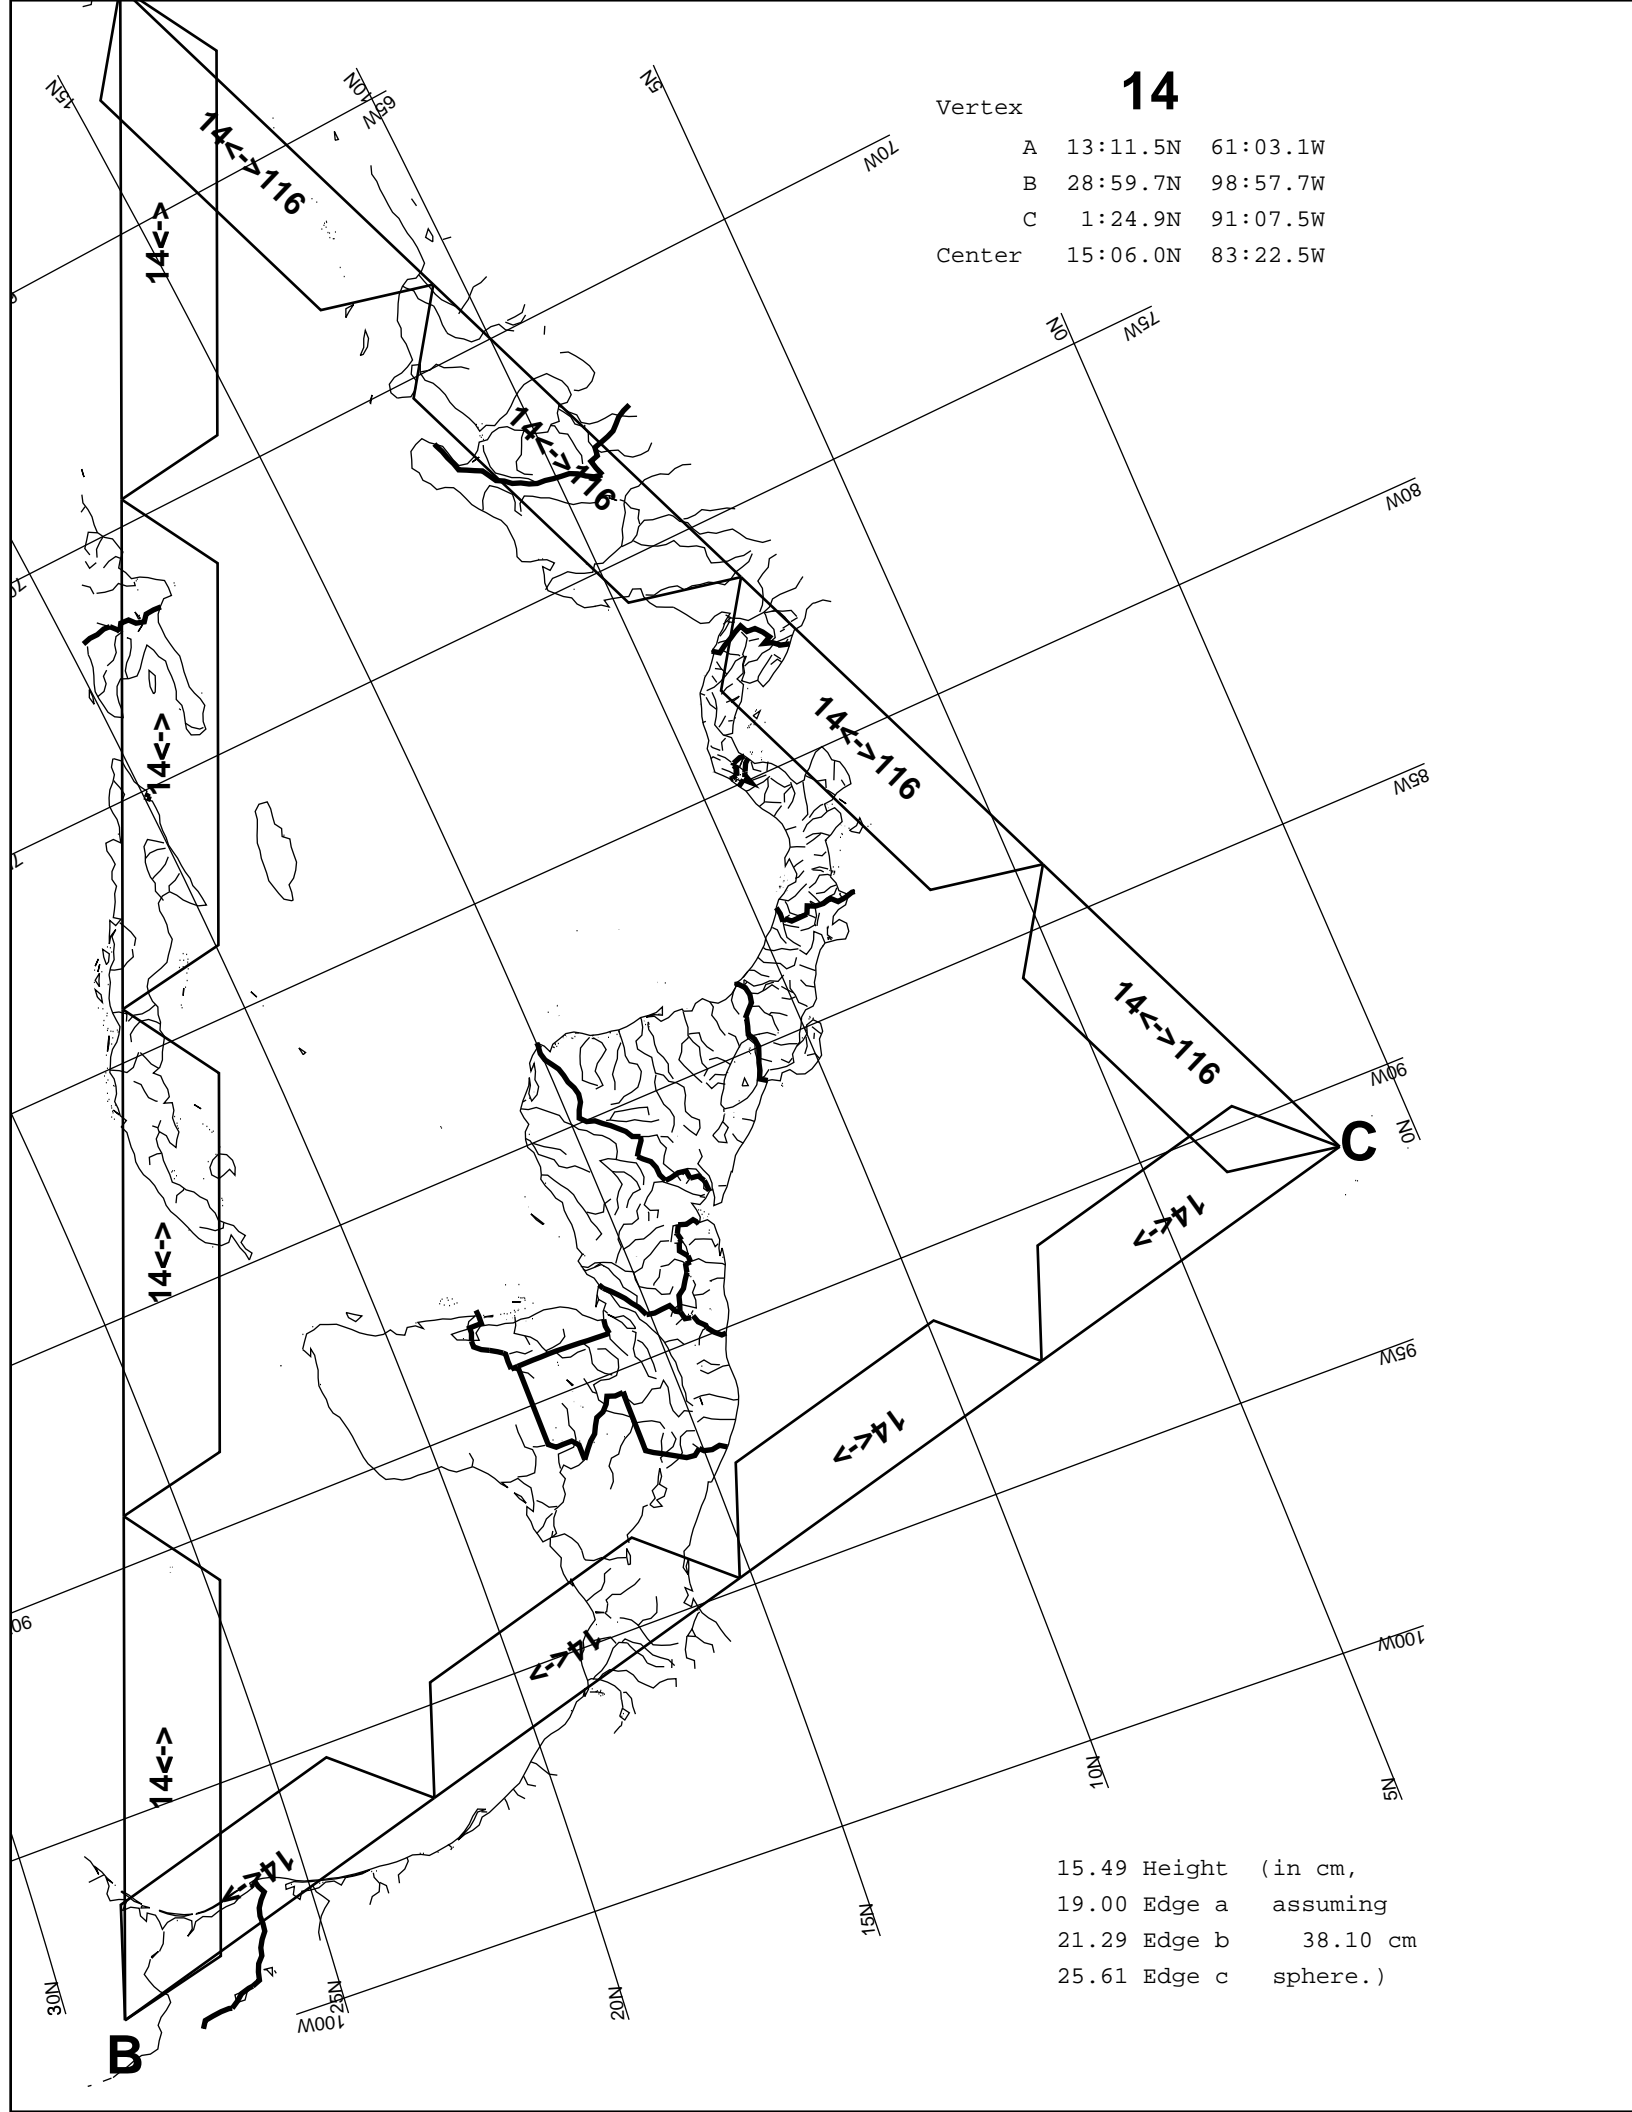 14
Vertex
A 13:11.5N 61:03.1W
B 28:59.7N 98:57.7W
C 1:24.9N 91:07.5W
Center 15:06.0N 83:22.5W
15N
10N
65W
5N
70W
0N
75W
80W
85W
90W
0N
95W
100W
5N
10N
15N
20N
25N
100W
30N
70
7
90
14<->116
14<->116
14<->116
14<->116
14<->
14<->
14<->
14<->
14<->
14<->
14<->
14<->
B
C
15.49 Height (in cm,
19.00 Edge a assuming
21.29 Edge b 38.10 cm
25.61 Edge c sphere.)